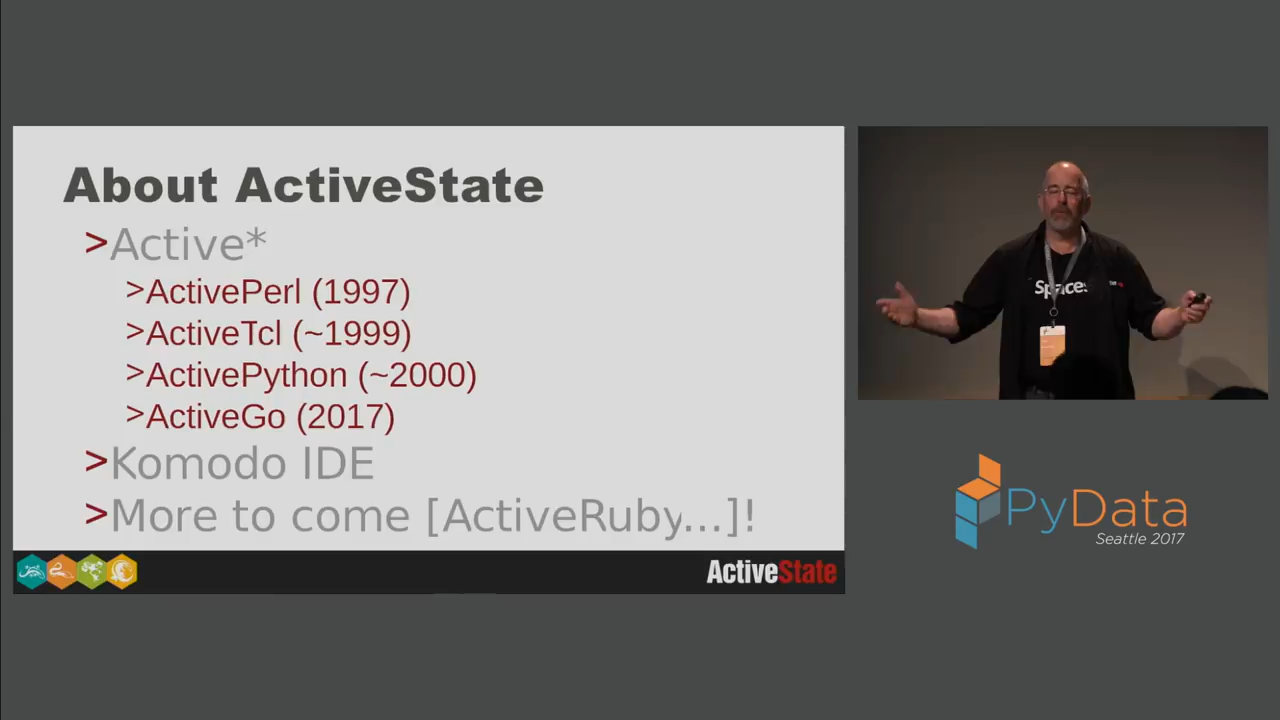 About ActiveState
>Active*
>ActivePerl (1997)
>ActiveTcl (~1999)
>ActivePython (~2000)
>ActiveGo (2017)
>Komodo IDE
>More to come [ActiveRuby...]!
ActiveState
Spaces
PyData
Seattle 2017